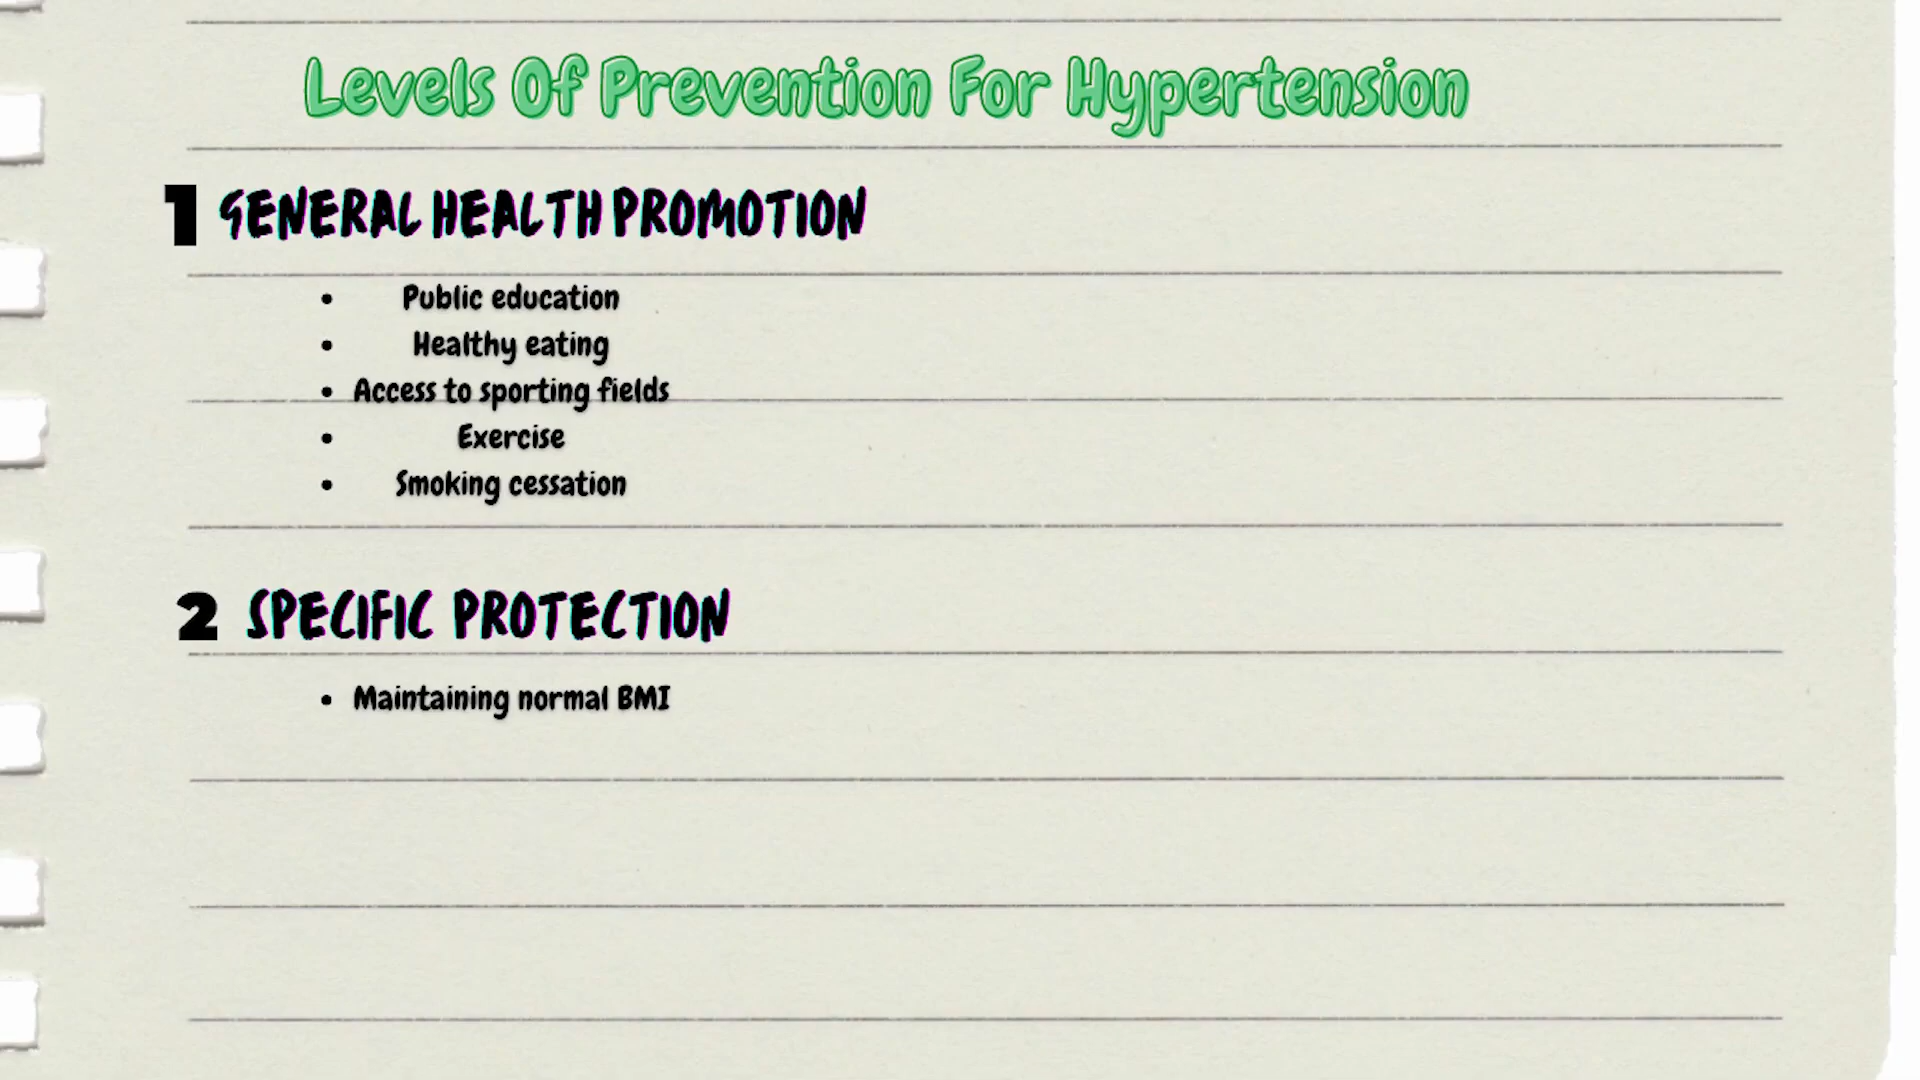 Levels Of Prevention For Hypertension
1 GENERAL HEALTH PROMOTION
• Public education
• Healthy eating
• Access to sporting fields
• Exercise
• Smoking cessation
2 SPECIFIC PROTECTION
• Maintaining normal BMI